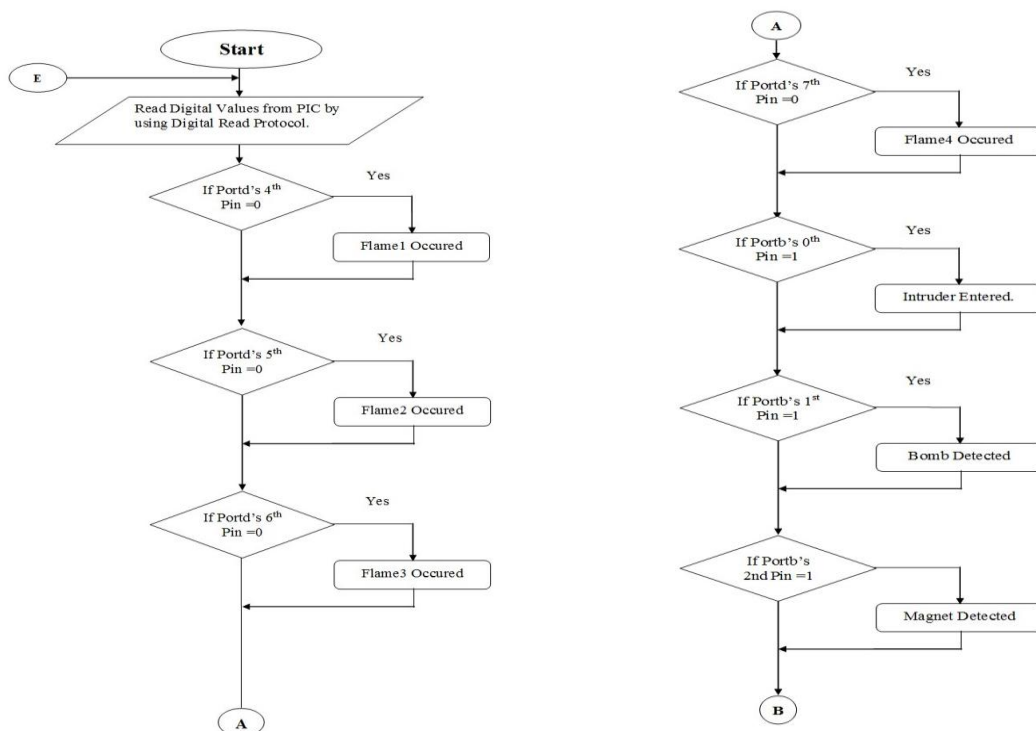 Start
E
Read Digital Values from PIC by
using Digital Read Protocol.
If Portd's 4th
Pin =0
Yes
Flame1 Occured
If Portd's 5th
Pin =0
Yes
Flame2 Occured
If Portd's 6th
Pin =0
Yes
Flame3 Occured
A
A
If Portd's 7th
Pin =0
Yes
Flame4 Occured
If Portb's 0th
Pin =1
Yes
Intruder Entered.
If Portb's 1st
Pin =1
Yes
Bomb Detected
If Portb's
2nd Pin =1
Yes
Magnet Detected
B